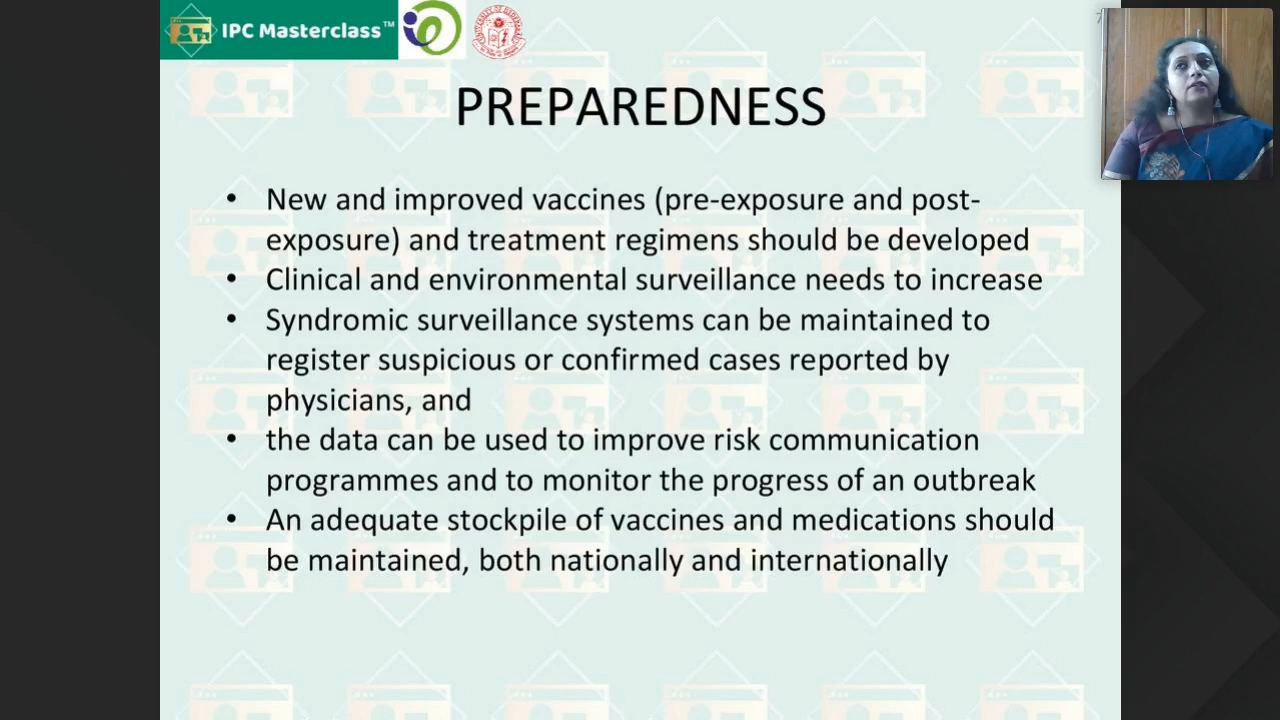 IPC Masterclass™
PREPAREDNESS
• New and improved vaccines (pre-exposure and post-
exposure) and treatment regimens should be developed
• Clinical and environmental surveillance needs to increase
• Syndromic surveillance systems can be maintained to
register suspicious or confirmed cases reported by
physicians, and
• the data can be used to improve risk communication
programmes and to monitor the progress of an outbreak
• An adequate stockpile of vaccines and medications should
be maintained, both nationally and internationally